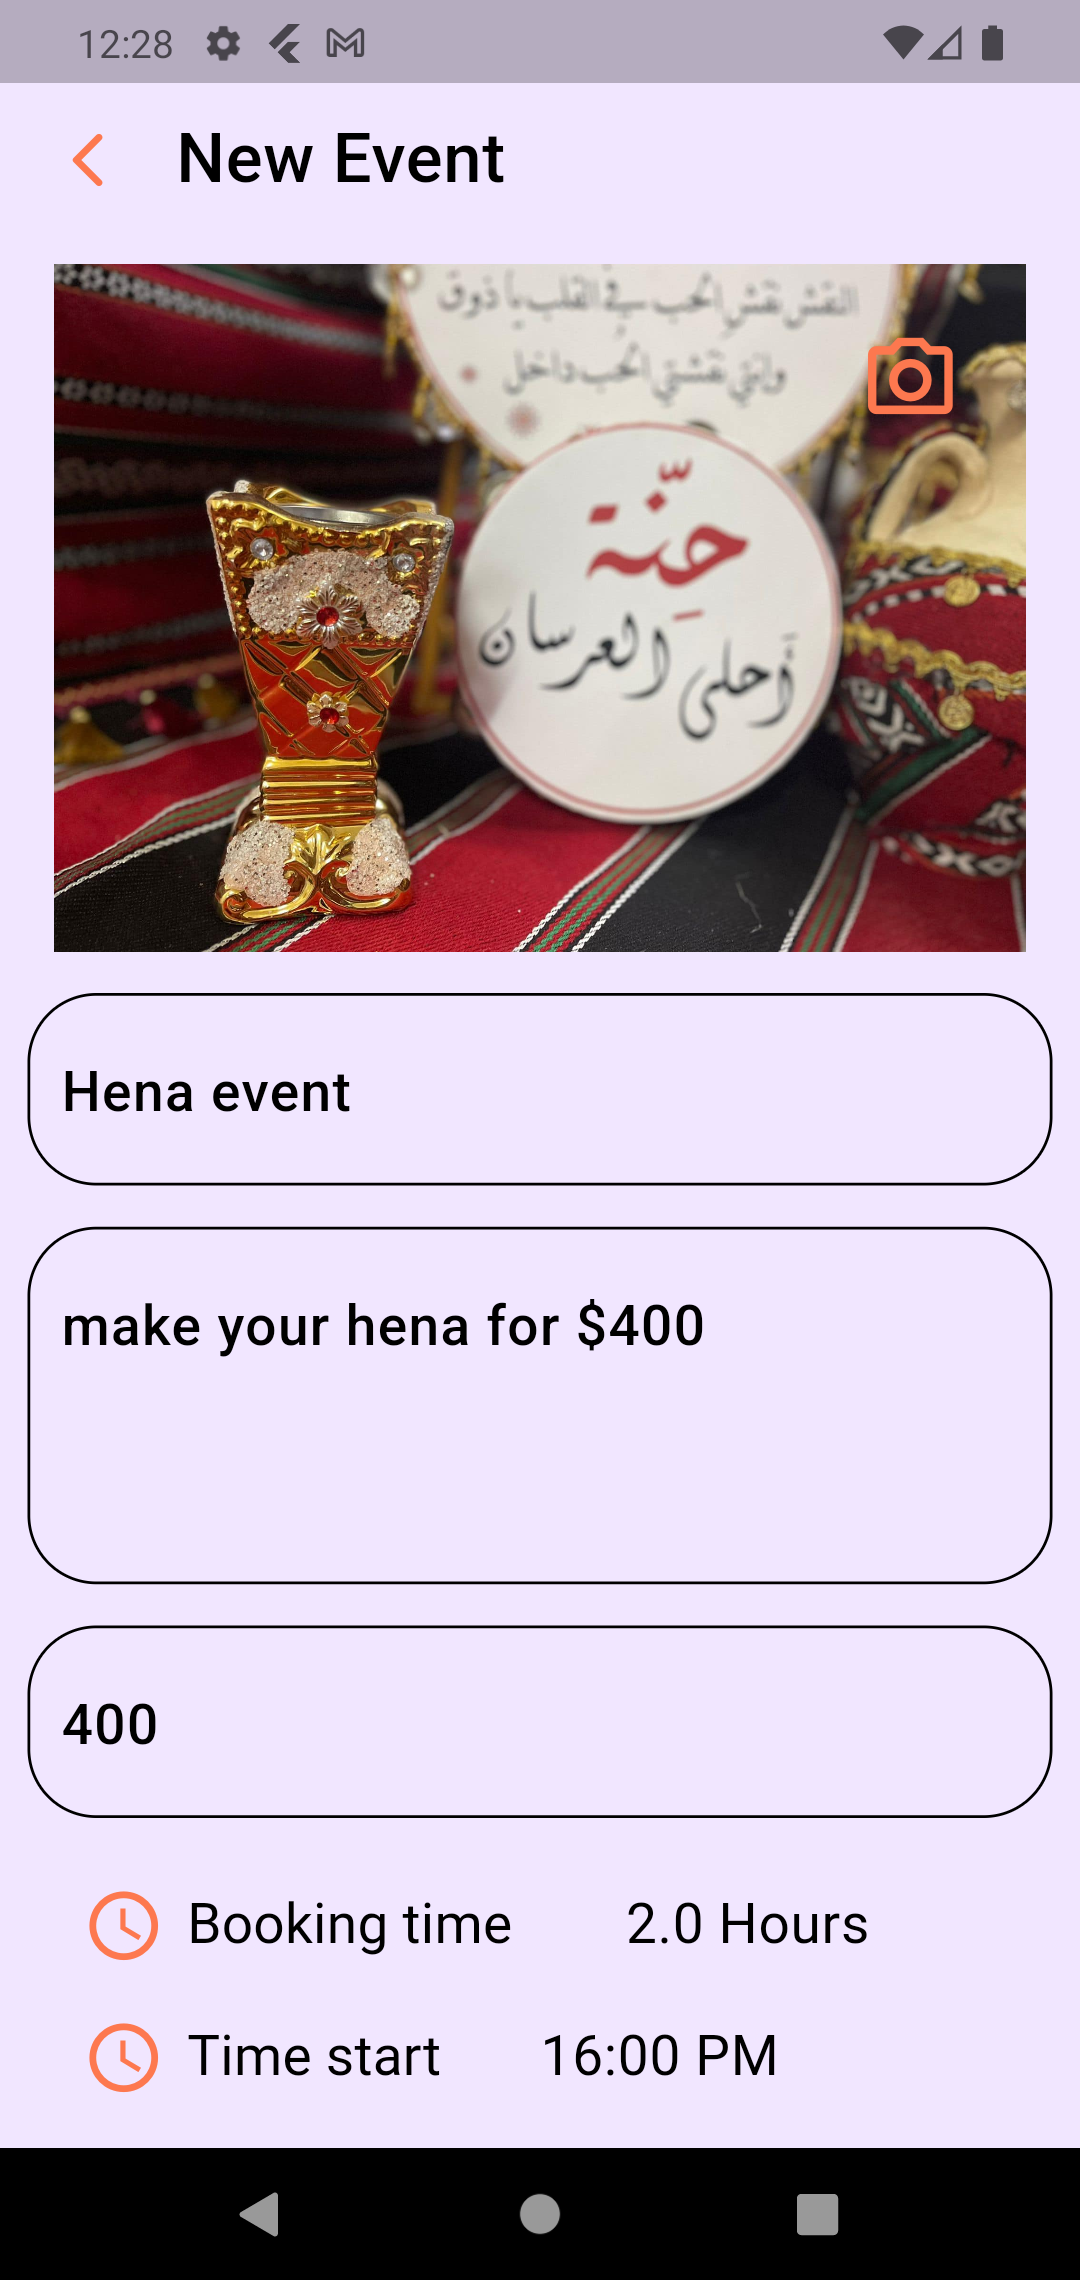 12:28
New Event
النقش نقش الحب في القلب يا ذوق
وانتي نقشتي الحب داخل
حِنّة
أحلى العرسان
Hena event
make your hena for $400
400
Booking time 2.0 Hours
Time start 16:00 PM